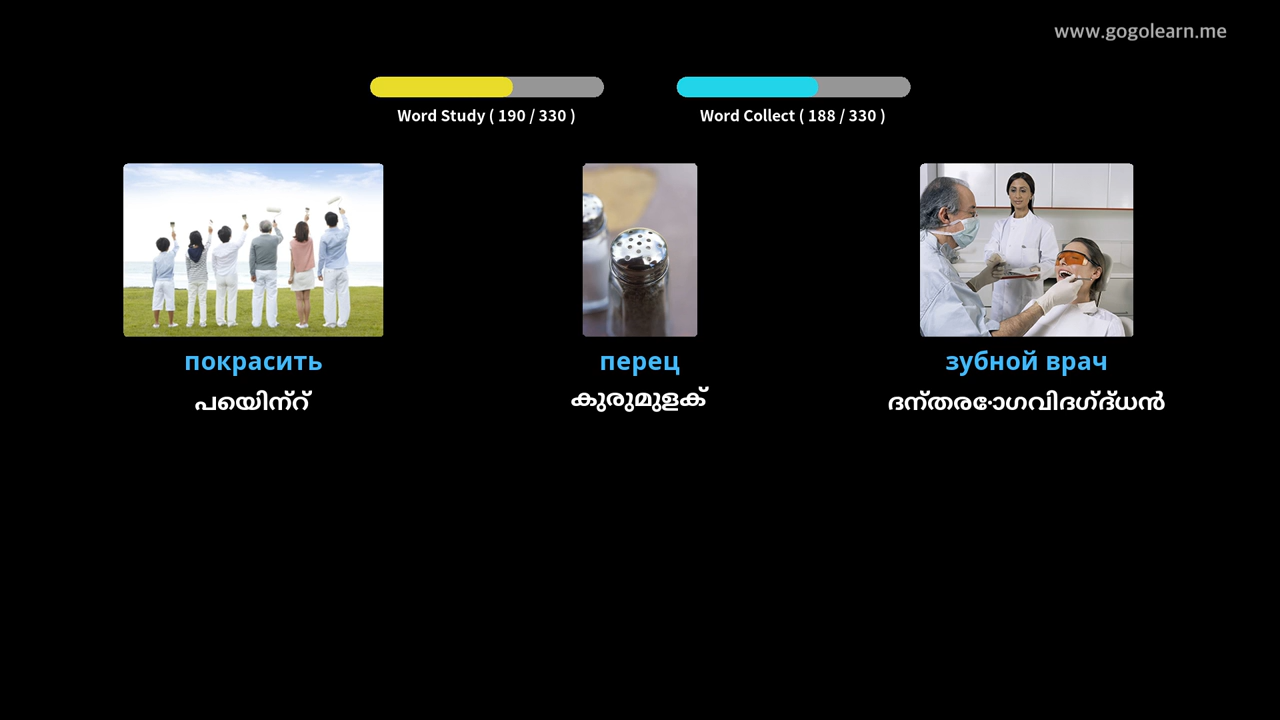 www.gogolearn.me
Word Study ( 190 / 330 )
Word Collect ( 188 / 330 )
покрасить
перец
зубной врач
പയെിന്റ്
കുരുമുളക്
ദന്തരോഗവിദഗ്ദ്ധൻ